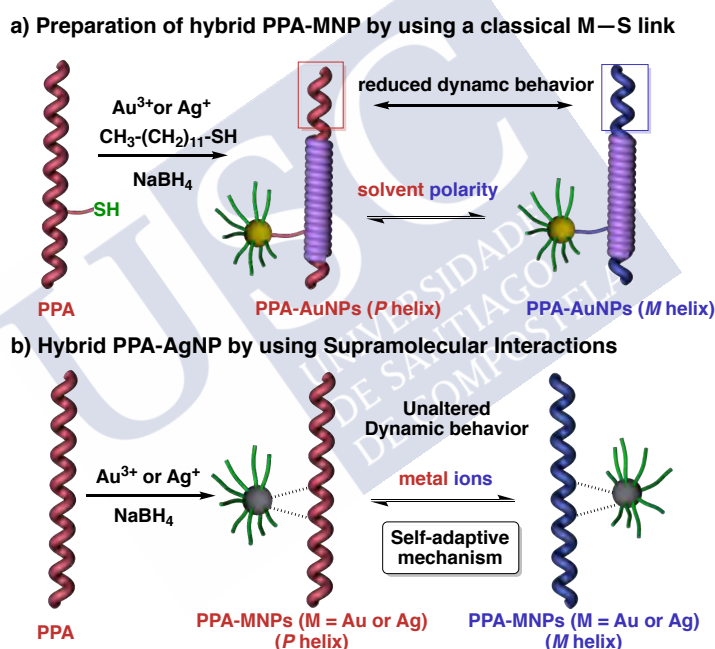 a) Preparation of hybrid PPA-MNP by using a classical M—S link
Au³⁺or Ag⁺
CH₃-(CH₂)₁₁-SH
NaBH₄
SH
PPA
reduced dynamc behavior
solvent polarity
PPA-AuNPs (P helix)
PPA-AuNPs (M helix)
USC
UNIVERSIDADE
DE SANTIAGO
DE COMPOSTELA
b) Hybrid PPA-AgNP by using Supramolecular Interactions
Au³⁺ or Ag⁺
NaBH₄
PPA
Unaltered
Dynamic behavior
metal ions
Self-adaptive
mechanism
PPA-MNPs (M = Au or Ag)
(P helix)
PPA-MNPs (M = Au or Ag)
(M helix)